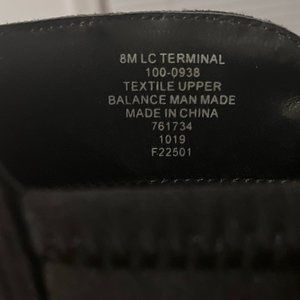 8M LC TERMINAL
100-0938
TEXTILE UPPER
BALANCE MAN MADE
MADE IN CHINA
761734
1019
F22501